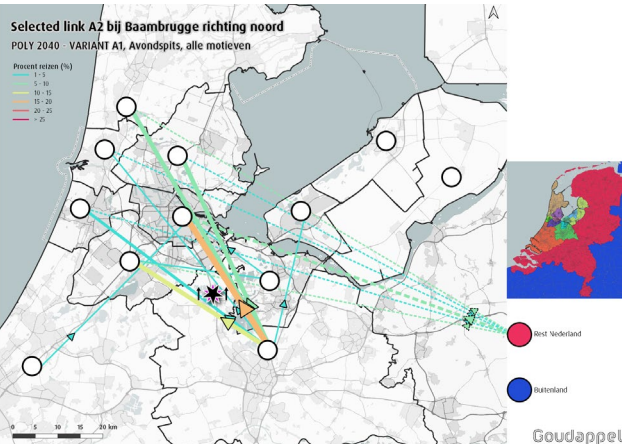 Selected link A2 bij Baambrugge richting noord
POLY 2040 - VARIANT A1, Avondspits, alle motieven
Procent reizen (%)
1 - 5
5 - 10
10 - 15
15 - 20
20 - 25
> 25
Rest Nederland
Buitenland
0 5 10 15 20 km
Goudappel